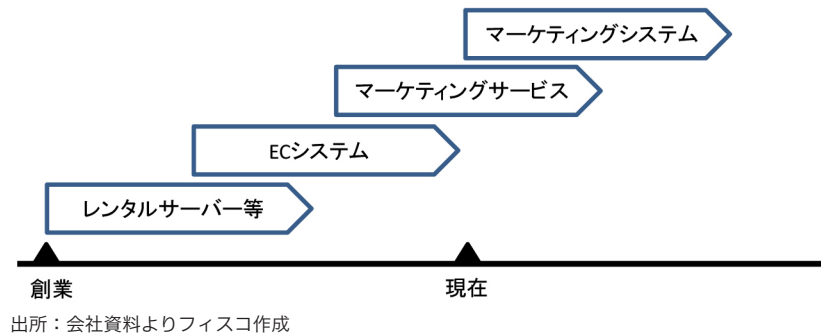 マーケティングシステム
マーケティングサービス
ECシステム
レンタルサーバー等
創業
現在
出所：会社資料よりフィスコ作成